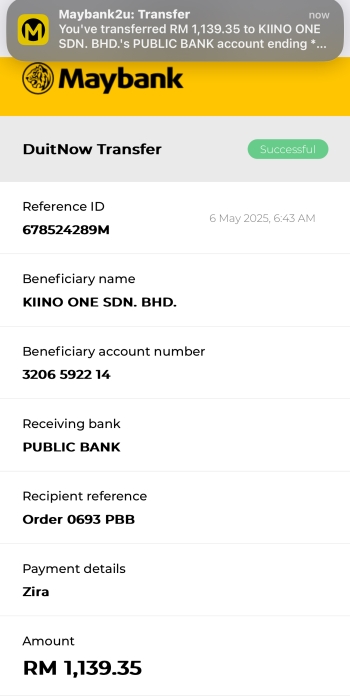 Maybank2u: Transfer now
You've transferred RM 1,139.35 to KIINO ONE
SDN. BHD.'s PUBLIC BANK account ending *...
Maybank
DuitNow Transfer Successful
Reference ID
6 May 2025, 6:43 AM
678524289M
Beneficiary name
KIINO ONE SDN. BHD.
Beneficiary account number
3206 5922 14
Receiving bank
PUBLIC BANK
Recipient reference
Order 0693 PBB
Payment details
Zira
Amount
RM 1,139.35